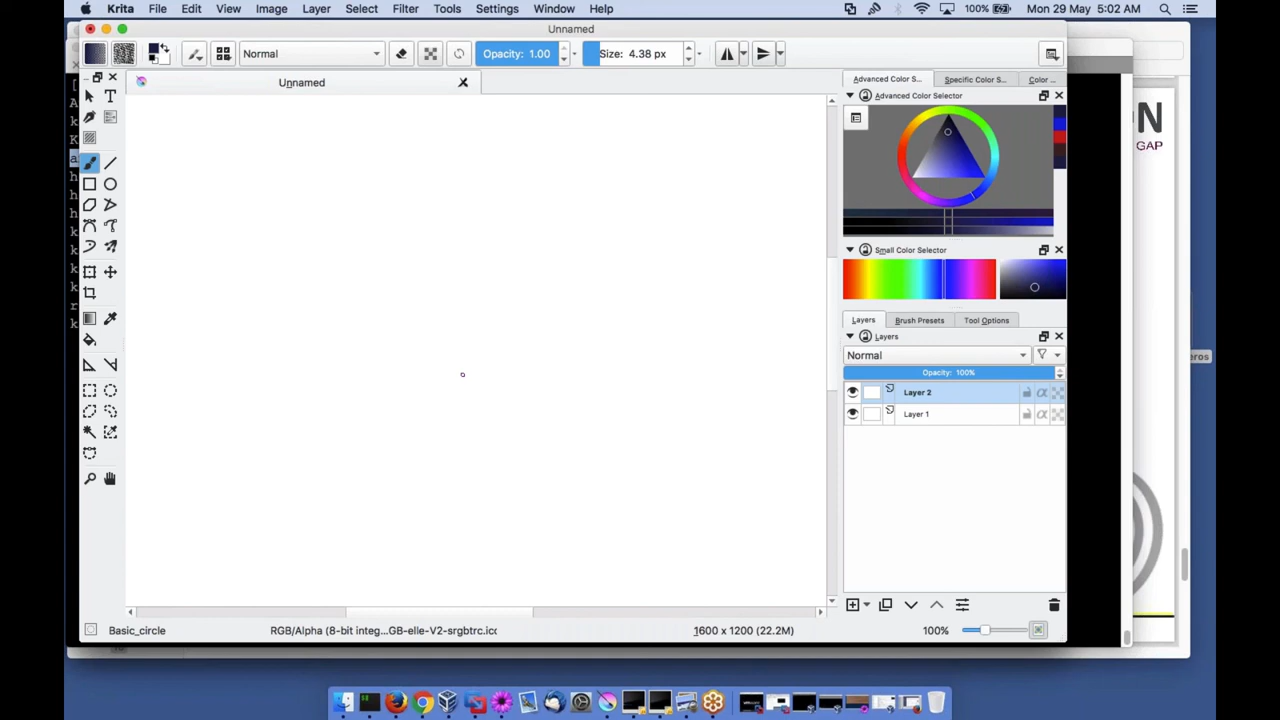 Krita File Edit View Image Layer Select Filter Tools Settings Window Help 100% Mon 29 May 5:02 AM
Unnamed
Normal Opacity: 1.00 Size: 4.38 px
Unnamed
Advanced Color S... Specific Color S... Color ...
Advanced Color Selector
Small Color Selector
Layers Brush Presets Tool Options
Layers
Normal
Opacity: 100%
Layer 2
Layer 1
Basic_circle RGB/Alpha (8-bit integ...GB-elle-V2-srgbtrc.icc 1600 x 1200 (22.2M) 100%
N
GAP
eros